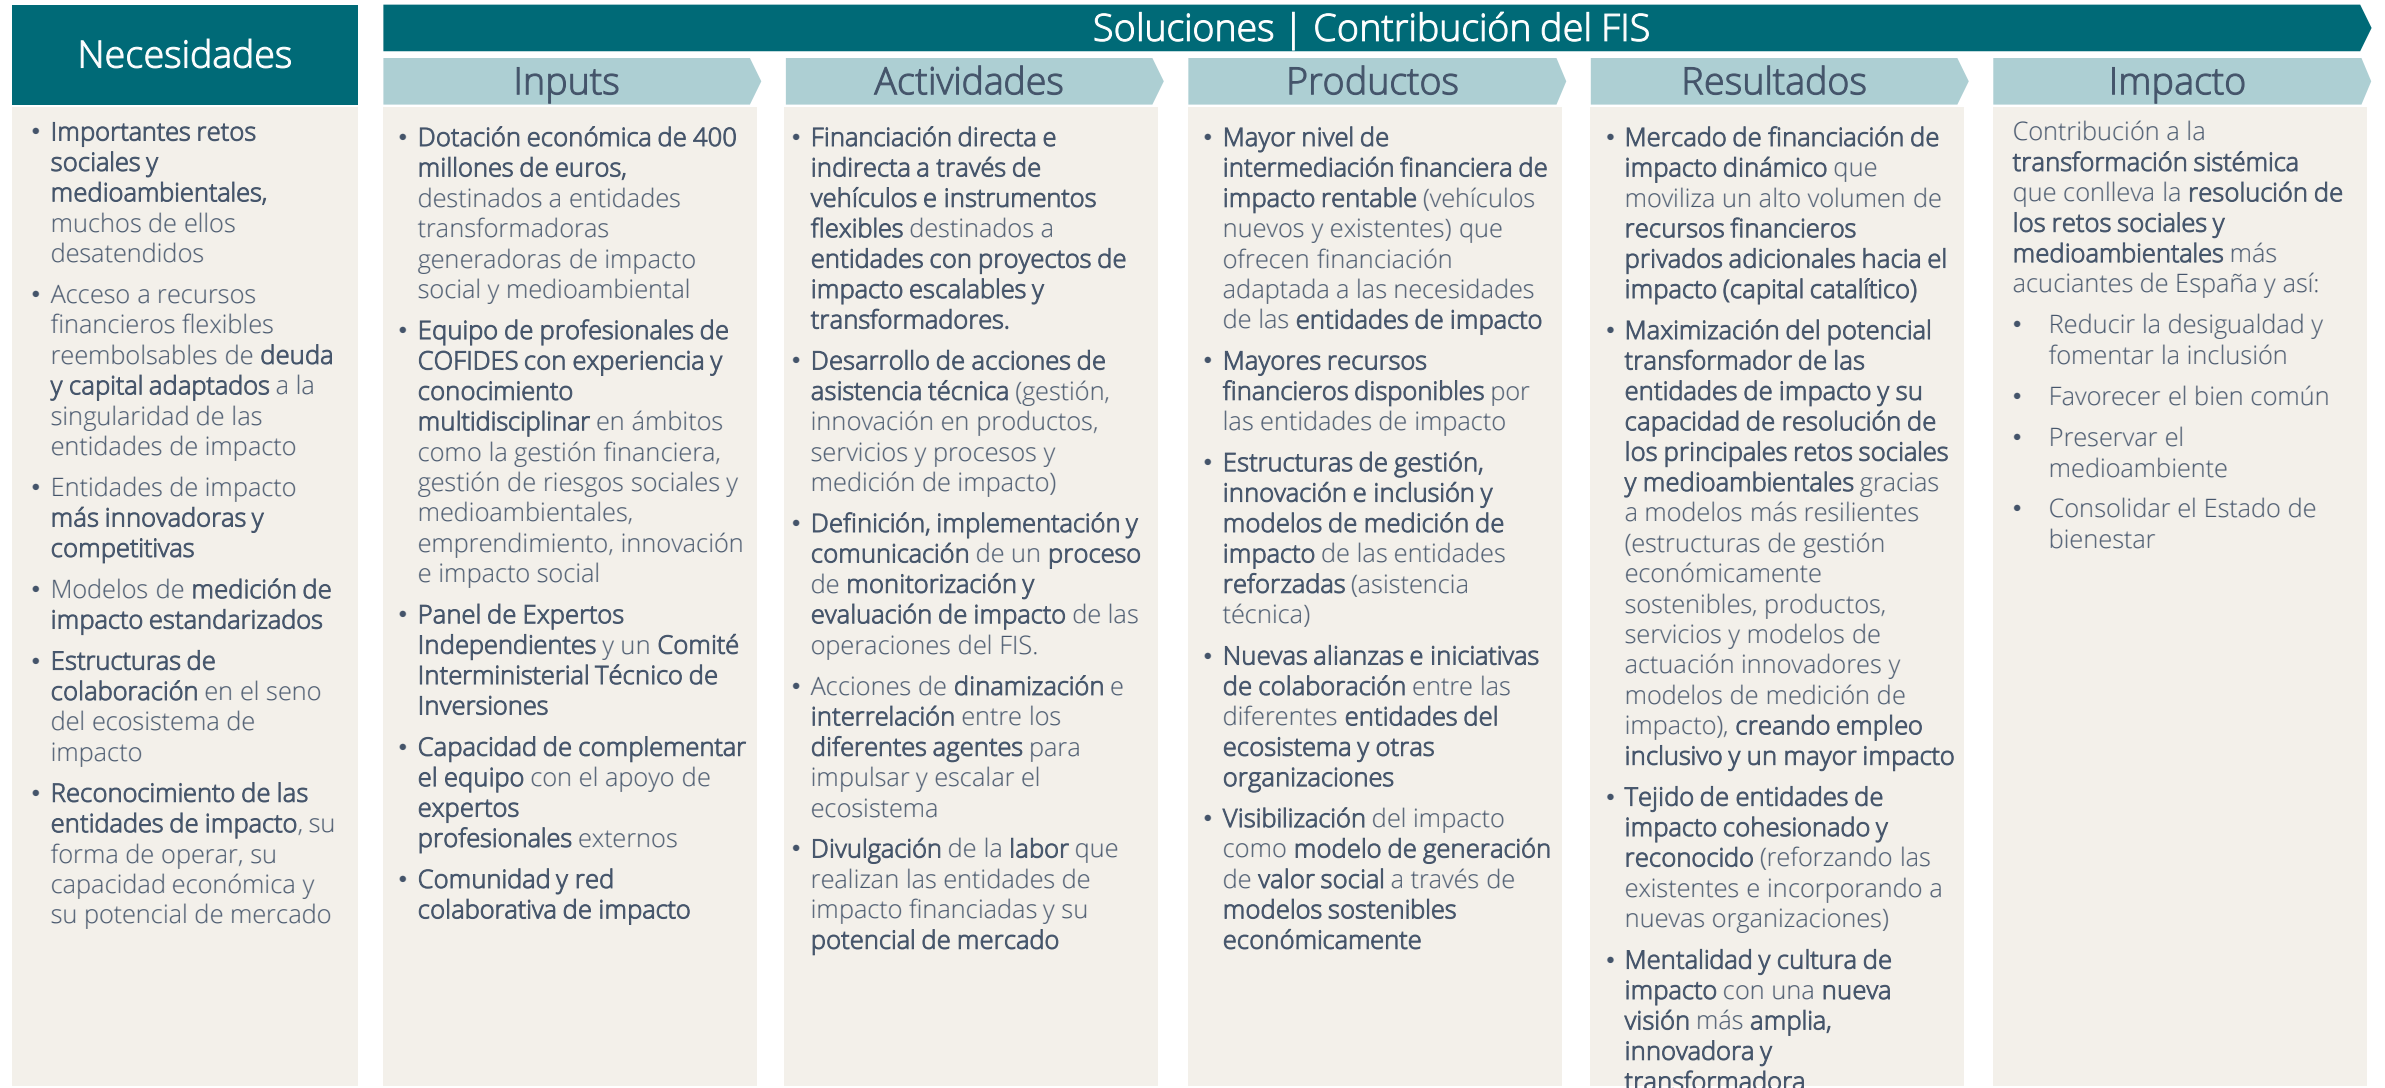 Necesidades
• Importantes retos
sociales y
medioambientales,
muchos de ellos
desatendidos
• Acceso a recursos
financieros flexibles
reembolsables de deuda
y capital adaptados a la
singularidad de las
entidades de impacto
• Entidades de impacto
más innovadoras y
competitivas
• Modelos de medición de
impacto estandarizados
• Estructuras de
colaboración en el seno
del ecosistema de
impacto
• Reconocimiento de las
entidades de impacto, su
forma de operar, su
capacidad económica y
su potencial de mercado
Soluciones | Contribución del FIS
Inputs
• Dotación económica de 400
millones de euros,
destinados a entidades
transformadoras
generadoras de impacto
social y medioambiental
• Equipo de profesionales de
COFIDES con experiencia y
conocimiento
multidisciplinar en ámbitos
como la gestión financiera,
gestión de riesgos sociales y
medioambientales,
emprendimiento, innovación
e impacto social
• Panel de Expertos
Independientes y un Comité
Interministerial Técnico de
Inversiones
• Capacidad de complementar
el equipo con el apoyo de
expertos
profesionales externos
• Comunidad y red
colaborativa de impacto
Actividades
• Financiación directa e
indirecta a través de
vehículos e instrumentos
flexibles destinados a
entidades con proyectos de
impacto escalables y
transformadores.
• Desarrollo de acciones de
asistencia técnica (gestión,
innovación en productos,
servicios y procesos y
medición de impacto)
• Definición, implementación y
comunicación de un proceso
de monitorización y
evaluación de impacto de las
operaciones del FIS.
• Acciones de dinamización e
interrelación entre los
diferentes agentes para
impulsar y escalar el
ecosistema
• Divulgación de la labor que
realizan las entidades de
impacto financiadas y su
potencial de mercado
Productos
• Mayor nivel de
intermediación financiera de
impacto rentable (vehículos
nuevos y existentes) que
ofrecen financiación
adaptada a las necesidades
de las entidades de impacto
• Mayores recursos
financieros disponibles por
las entidades de impacto
• Estructuras de gestión,
innovación e inclusión y
modelos de medición de
impacto de las entidades
reforzadas (asistencia
técnica)
• Nuevas alianzas e iniciativas
de colaboración entre las
diferentes entidades del
ecosistema y otras
organizaciones
• Visibilización del impacto
como modelo de generación
de valor social a través de
modelos sostenibles
económicamente
Resultados
• Mercado de financiación de
impacto dinámico que
moviliza un alto volumen de
recursos financieros
privados adicionales hacia el
impacto (capital catalítico)
• Maximización del potencial
transformador de las
entidades de impacto y su
capacidad de resolución de
los principales retos sociales
y medioambientales gracias
a modelos más resilientes
(estructuras de gestión
económicamente
sostenibles, productos,
servicios y modelos de
actuación innovadores y
modelos de medición de
impacto), creando empleo
inclusivo y un mayor impacto
• Tejido de entidades de
impacto cohesionado y
reconocido (reforzando las
existentes e incorporando a
nuevas organizaciones)
• Mentalidad y cultura de
impacto con una nueva
visión más amplia,
innovadora y
transformadora
Impacto
Contribución a la
transformación sistémica
que conlleva la resolución de
los retos sociales y
medioambientales más
acuciantes de España y así:
• Reducir la desigualdad y
fomentar la inclusión
• Favorecer el bien común
• Preservar el
medioambiente
• Consolidar el Estado de
bienestar